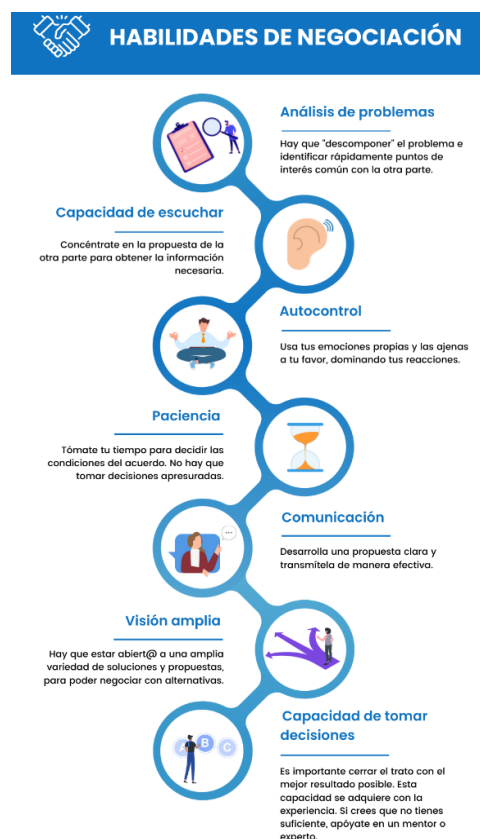 HABILIDADES DE NEGOCIACIÓN
Análisis de problemas
Hay que "descomponer" el problema e
identificar rápidamente puntos de
interés común con la otra parte.
Capacidad de escuchar
Concéntrate en la propuesta de la
otra parte para obtener la información
necesaria.
Autocontrol
Usa tus emociones propias y las ajenas
a tu favor, dominando tus reacciones.
Paciencia
Tómate tu tiempo para decidir las
condiciones del acuerdo. No hay que
tomar decisiones apresuradas.
Comunicación
Desarrolla una propuesta clara y
transmítela de manera efectiva.
Visión amplia
Hay que estar abiert@ a una amplia
variedad de soluciones y propuestas,
para poder negociar con alternativas.
A B C
Capacidad de tomar
decisiones
Es importante cerrar el trato con el
mejor resultado posible. Esta
capacidad se adquiere con la
experiencia. Si crees que no tienes
suficiente, apóyate en un mentor o
experto.